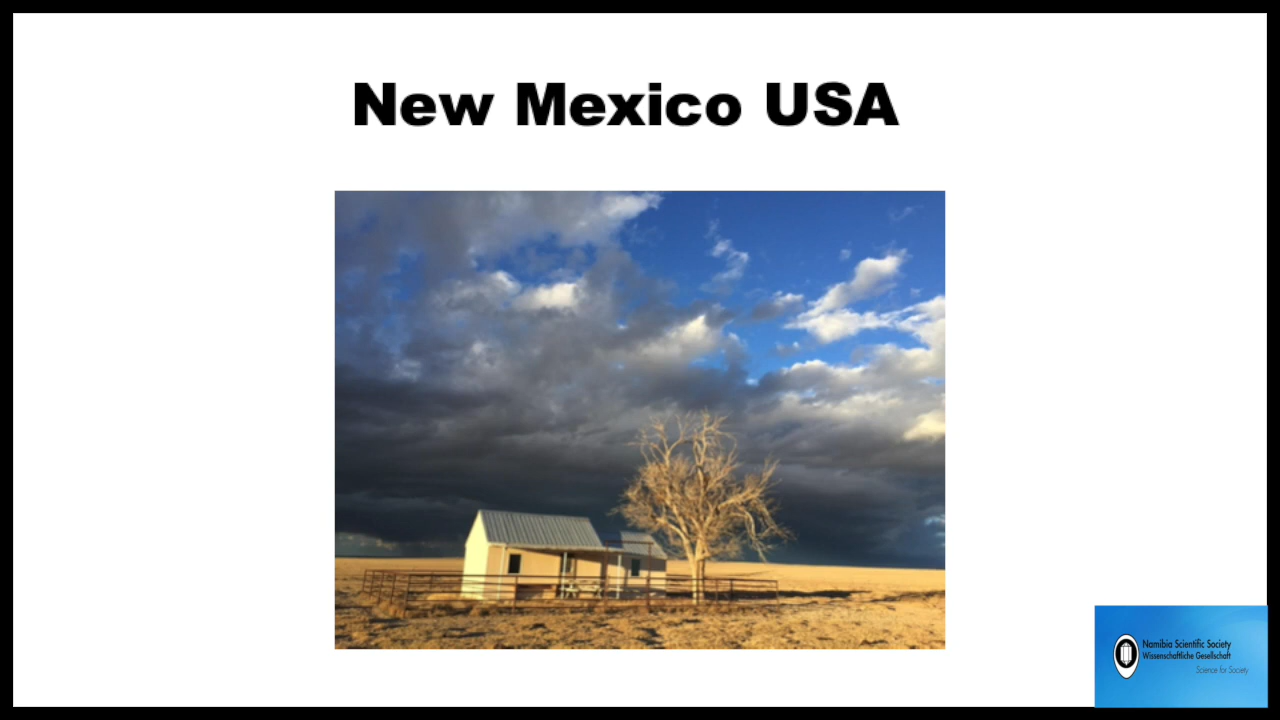 New Mexico USA
Namibia Scientific Society
Wissenschaftliche Gesellschaft
Science for Society